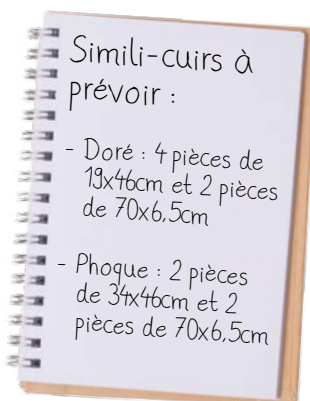 Simili-cuirs à
prévoir :
- Doré : 4 pièces de
19x46cm et 2 pièces
de 70x6,5cm
- Phoque : 2 pièces
de 34x46cm et 2
pièces de 70x6,5cm